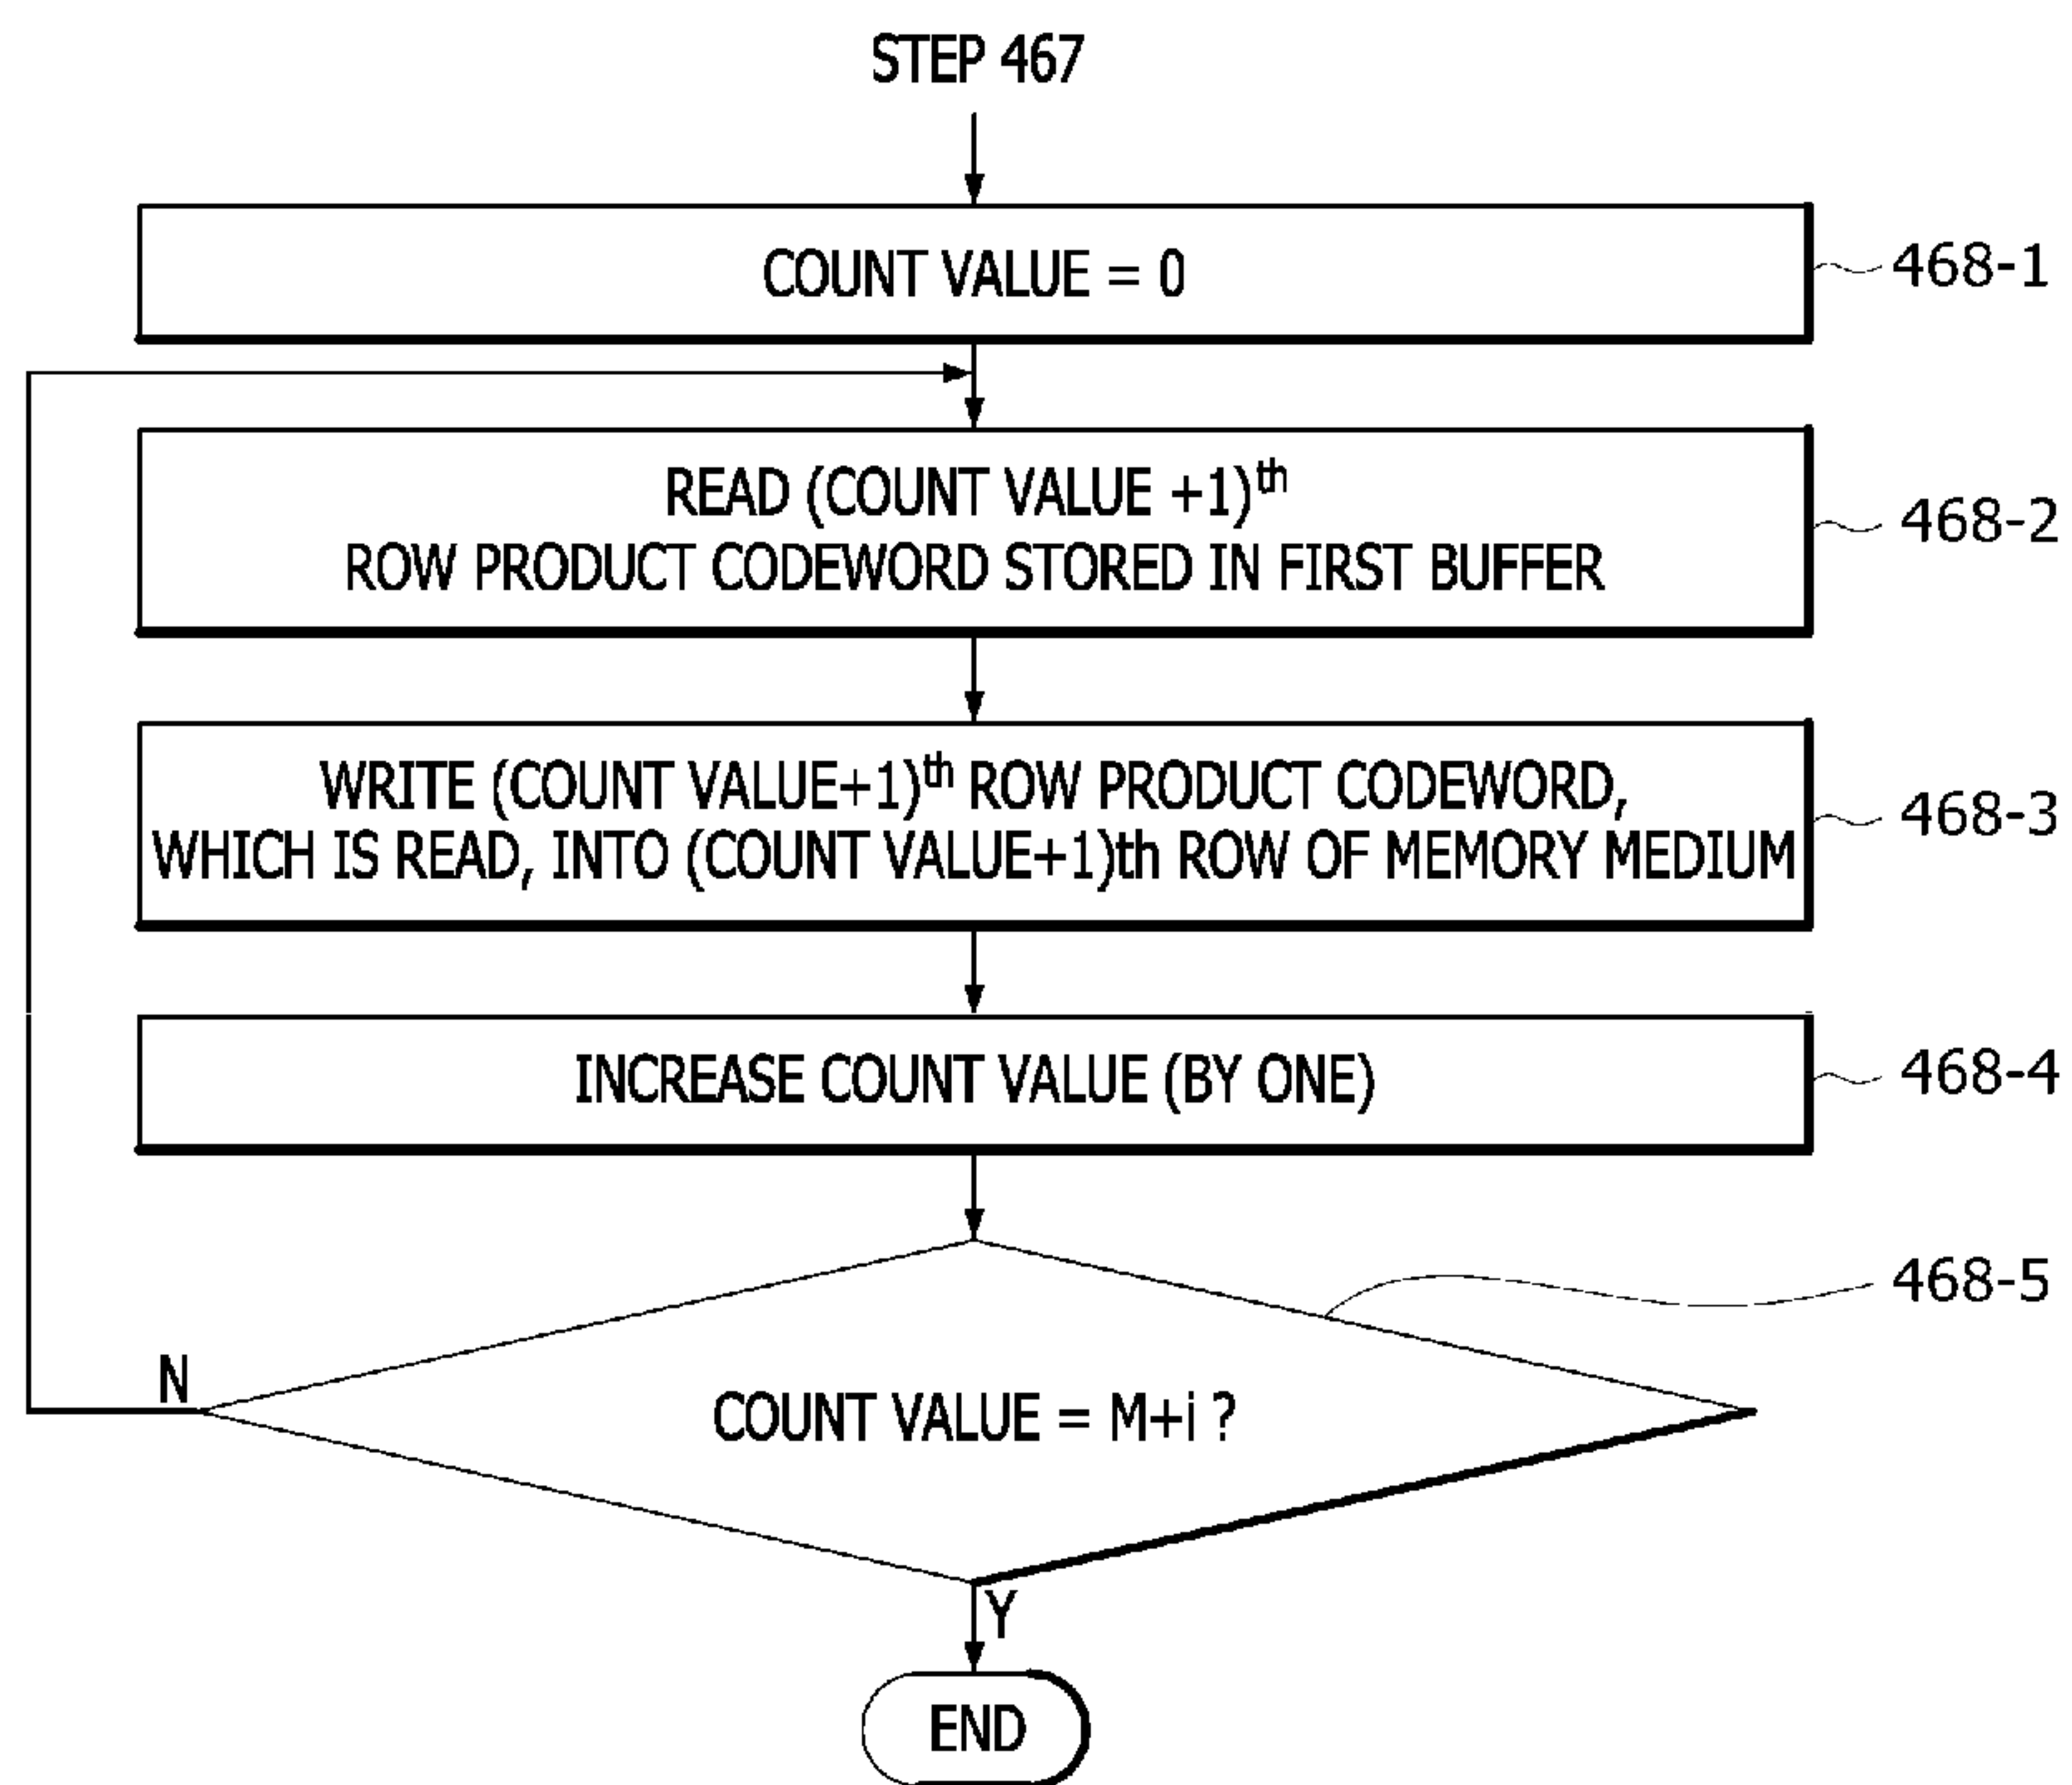 STEP 467
COUNT VALUE = 0
468-1
READ (COUNT VALUE +1)th
ROW PRODUCT CODEWORD STORED IN FIRST BUFFER
468-2
WRITE (COUNT VALUE+1)th ROW PRODUCT CODEWORD,
WHICH IS READ, INTO (COUNT VALUE+1)th ROW OF MEMORY MEDIUM
468-3
INCREASE COUNT VALUE (BY ONE)
468-4
468-5
N
COUNT VALUE = M+i ?
Y
END